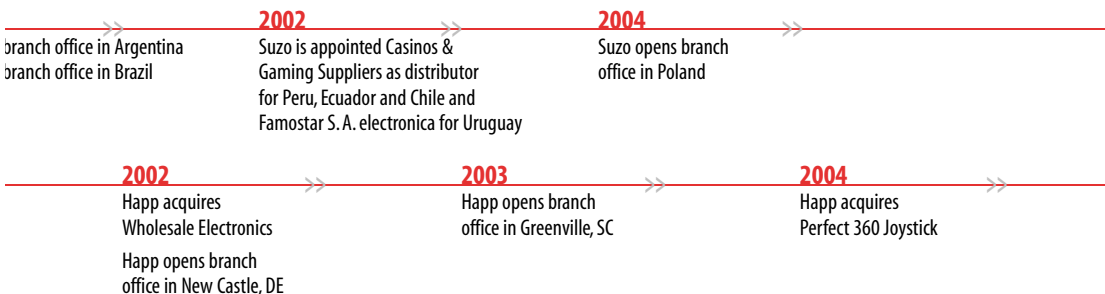 branch office in Argentina
branch office in Brazil
2002
Suzo is appointed Casinos &
Gaming Suppliers as distributor
for Peru, Ecuador and Chile and
Famostar S. A. electronica for Uruguay
2004
Suzo opens branch
office in Poland
2002
Happ acquires
Wholesale Electronics
Happ opens branch
office in New Castle, DE
2003
Happ opens branch
office in Greenville, SC
2004
Happ acquires
Perfect 360 Joystick